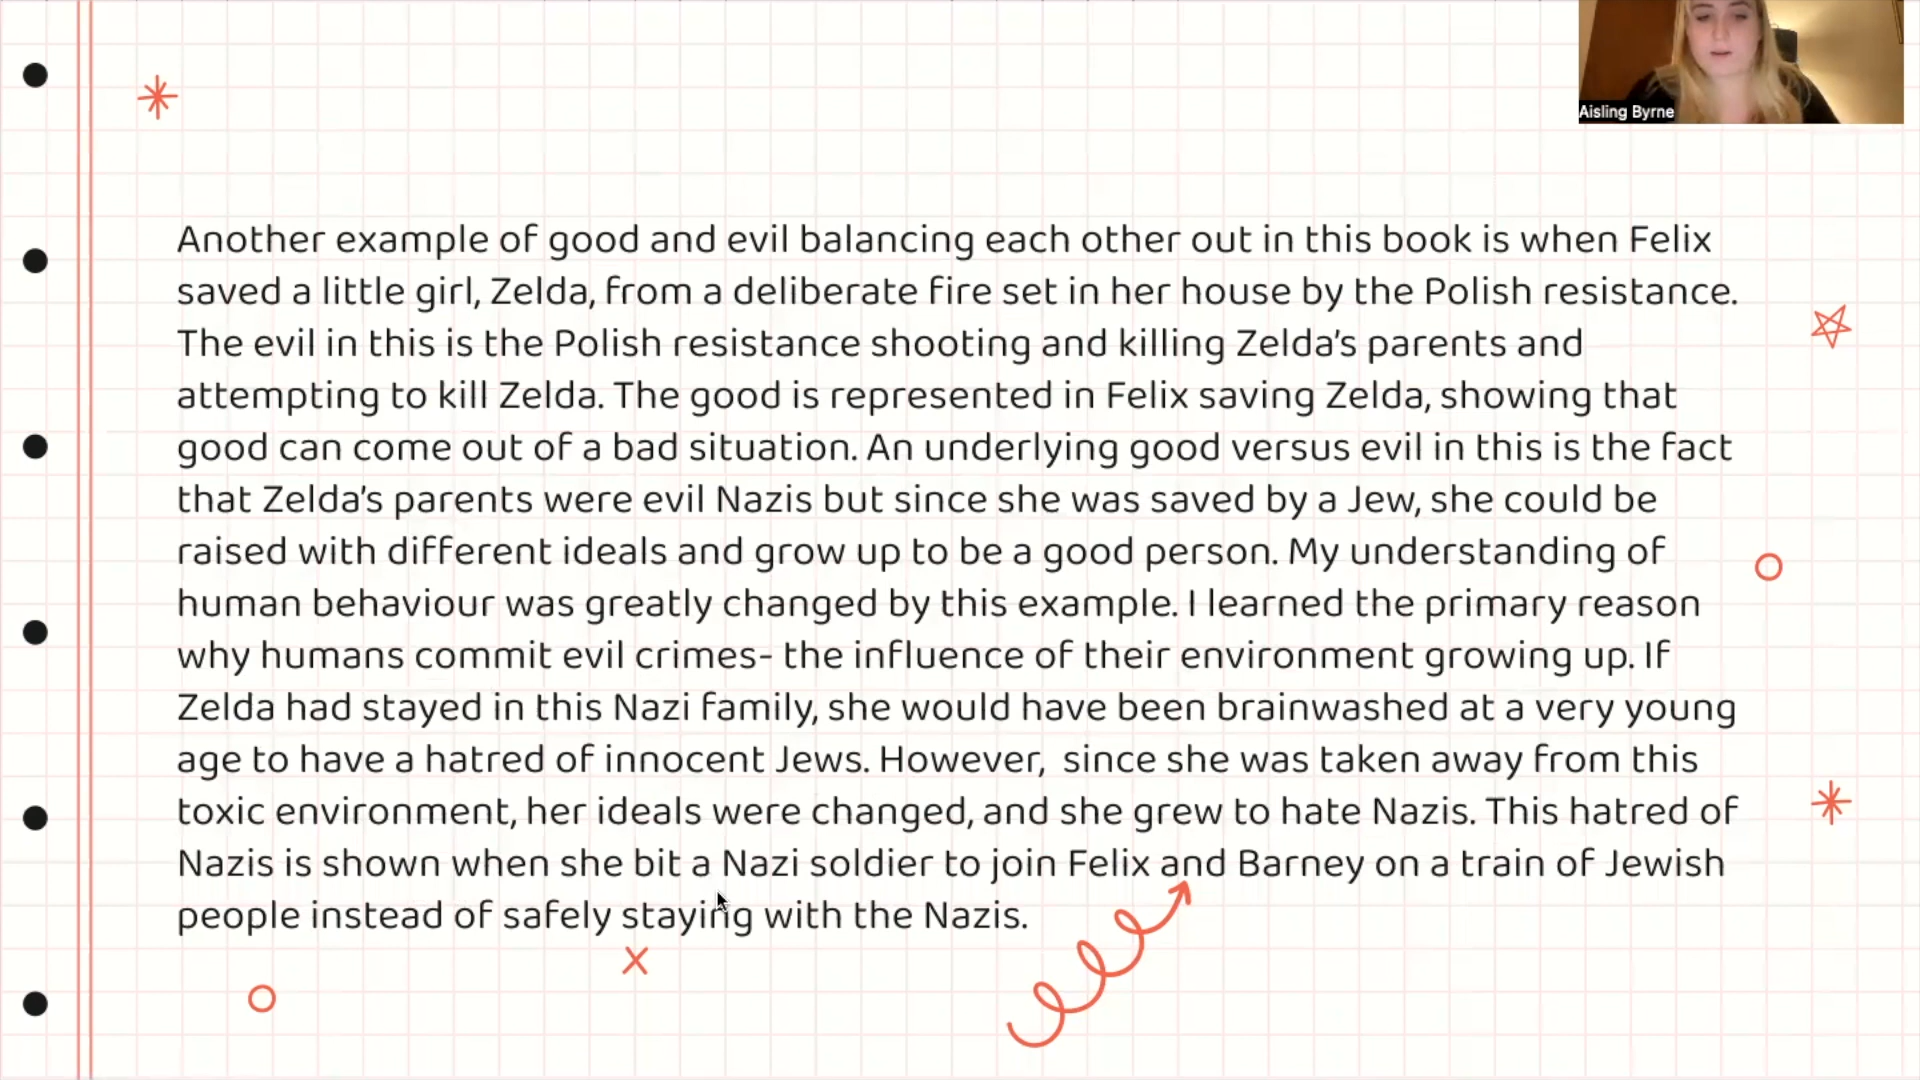 Aisling Byrne
Another example of good and evil balancing each other out in this book is when Felix
saved a little girl, Zelda, from a deliberate fire set in her house by the Polish resistance.
The evil in this is the Polish resistance shooting and killing Zelda's parents and
attempting to kill Zelda. The good is represented in Felix saving Zelda, showing that
good can come out of a bad situation. An underlying good versus evil in this is the fact
that Zelda's parents were evil Nazis but since she was saved by a Jew, she could be
raised with different ideals and grow up to be a good person. My understanding of
human behaviour was greatly changed by this example. I learned the primary reason
why humans commit evil crimes- the influence of their environment growing up. If
Zelda had stayed in this Nazi family, she would have been brainwashed at a very young
age to have a hatred of innocent Jews. However,  since she was taken away from this
toxic environment, her ideals were changed, and she grew to hate Nazis. This hatred of
Nazis is shown when she bit a Nazi soldier to join Felix and Barney on a train of Jewish
people instead of safely staying with the Nazis.